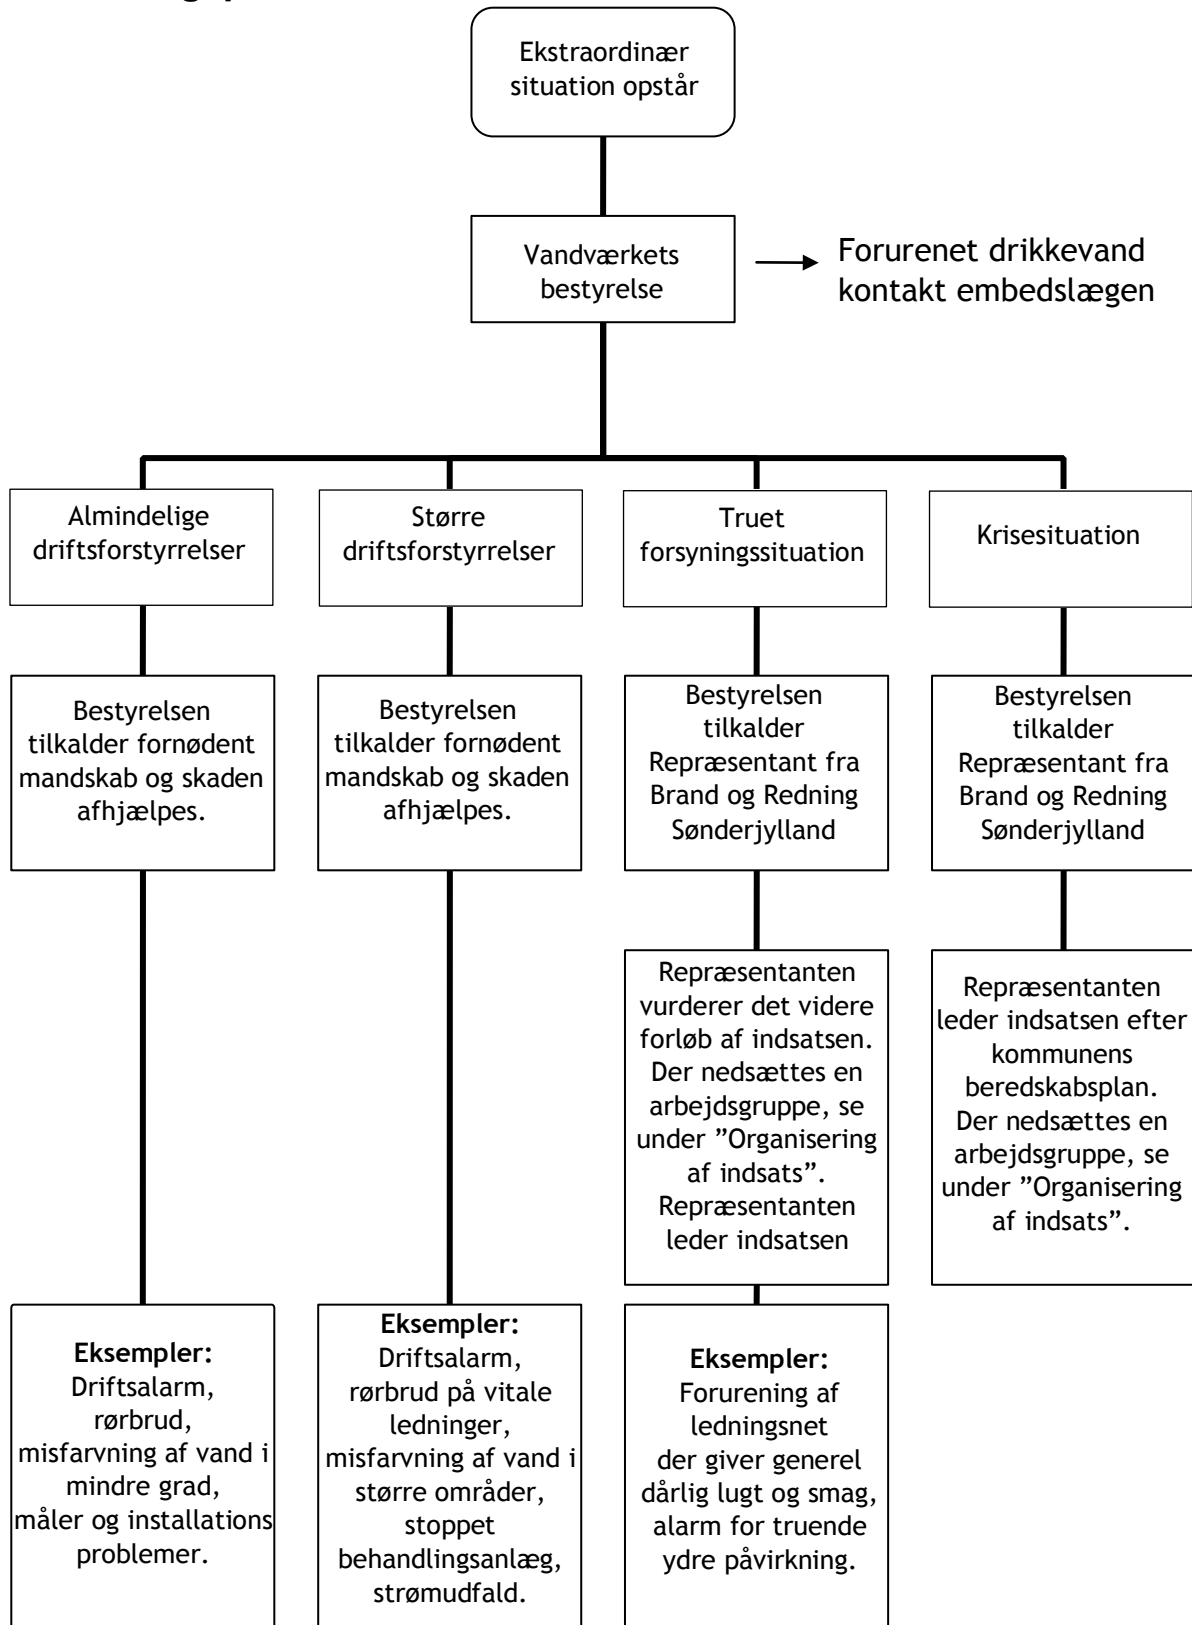 Ekstraordinær
situation opstår
Vandværkets
bestyrelse
Forurenet drikkevand
kontakt embedslægen
Almindelige
driftsforstyrrelser
Større
driftsforstyrrelser
Truet
forsyningssituation
Krisesituation
Bestyrelsen
tilkalder fornødent
mandskab og skaden
afhjælpes.
Bestyrelsen
tilkalder fornødent
mandskab og skaden
afhjælpes.
Bestyrelsen
tilkalder
Repræsentant fra
Brand og Redning
Sønderjylland
Bestyrelsen
tilkalder
Repræsentant fra
Brand og Redning
Sønderjylland
Repræsentanten
vurderer det videre
forløb af indsatsen.
Der nedsættes en
arbejdsgruppe, se
under ”Organisering
af indsats”.
Repræsentanten
leder indsatsen
Repræsentanten
leder indsatsen efter
kommunens
beredskabsplan.
Der nedsættes en
arbejdsgruppe, se
under ”Organisering
af indsats”.
Eksempler:
Driftsalarm,
rørbrud,
misfarvning af vand i
mindre grad,
måler og installations
problemer.
Eksempler:
Driftsalarm,
rørbrud på vitale
ledninger,
misfarvning af vand i
større områder,
stoppet
behandlingsanlæg,
strømudfald.
Eksempler:
Forurening af
ledningsnet
der giver generel
dårlig lugt og smag,
alarm for truende
ydre påvirkning.